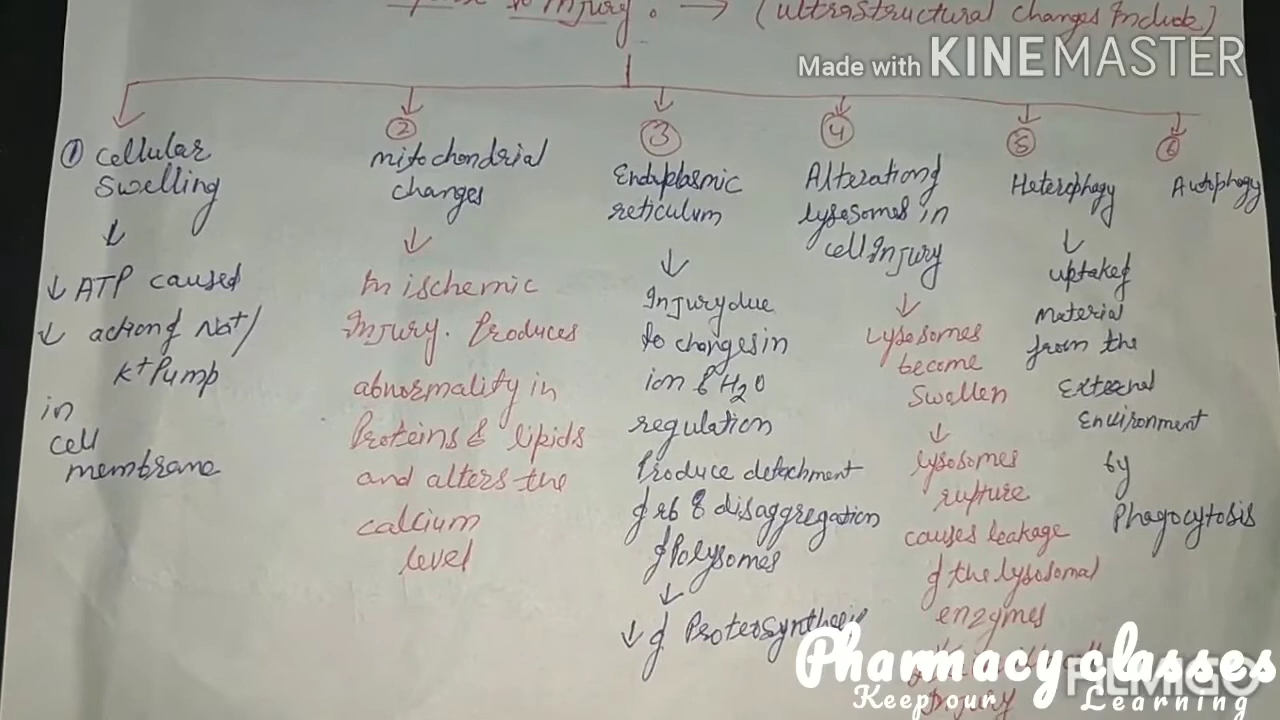 to Injury. → (ultrastructural changes Include)
Made with KINEMASTER
① cellular
swelling
↓
↓ ATP caused
↓ action of Na+/
K+ Pump
in
cell
membrane
②
mitochondrial
changes
↓
In ischemic
Injury. Produces
abnormality in
Proteins & lipids
and alters the
calcium
level
③
Endoplasmic
reticulum
↓
Injury due
to changes in
ion & H2O
regulation
Produce detachment
of rb & disaggregation
of Polysomes
↓
↓ of
④
Alteration of
lysosomes in
cell Injury
↓
Lysosomes
become
Swollen
↓
lysosomes
rupture
causes leakage
of the lysosomal
enzymes
Injury
⑤
Heterophagy
↓
uptake of
material
from the
External
Environment
by
Phagocytosis
⑥
Autophagy
Pharmacy classes
Keep our Learning
FILMIGO